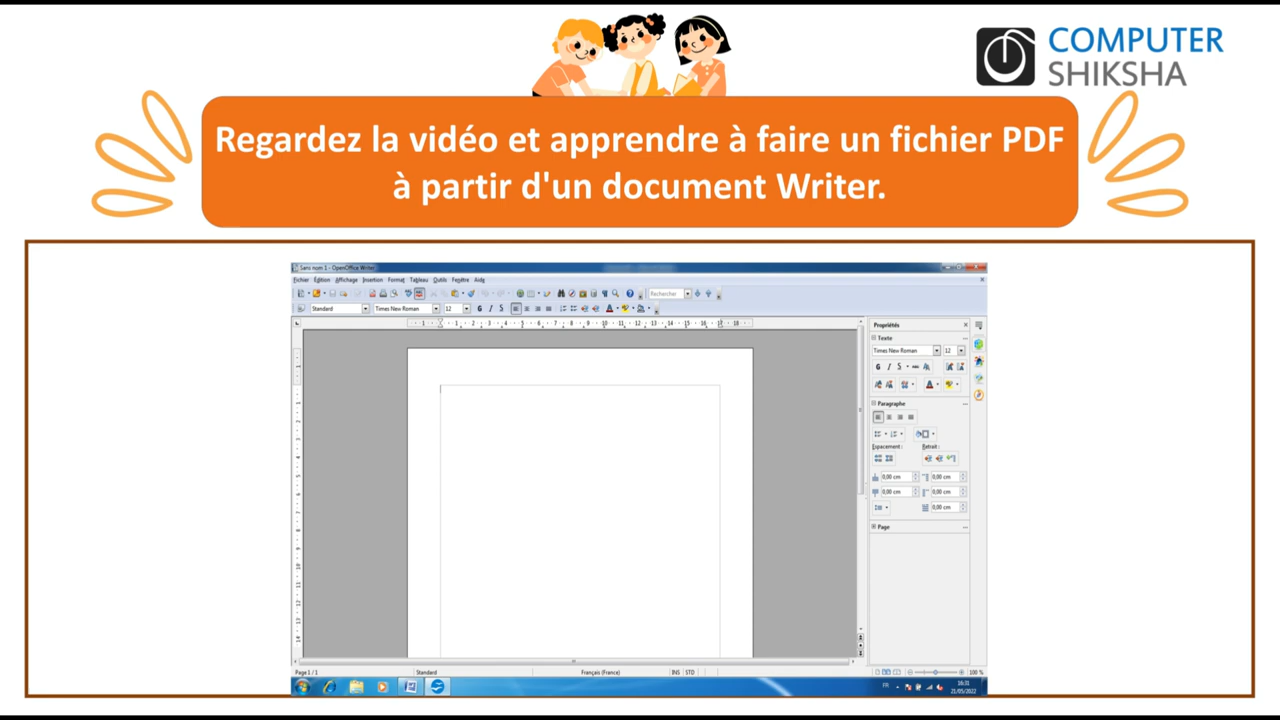 COMPUTER
SHIKSHA
Regardez la vidéo et apprendre à faire un fichier PDF
à partir d'un document Writer.
Sans nom 1 - OpenOffice Writer
Fichier Édition Affichage Insertion Format Tableau Outils Fenêtre Aide
Rechercher
Standard Times New Roman 12 G I S
Propriétés
Texte
Times New Roman 12
G I S
Paragraphe
Espacement : Retrait :
0,00 cm 0,00 cm
0,00 cm 0,00 cm
0,00 cm
Page
Page 1 / 1 Standard Français (France) INS STD 100 %
FR 16:31
21/05/2022